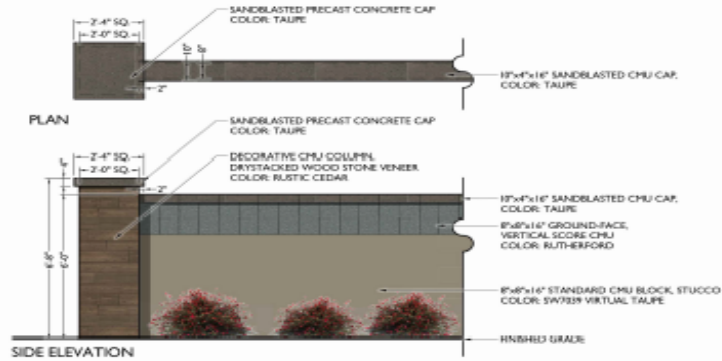 2'-4" SQ.
2'-0" SQ.
SANDBLASTED PRECAST CONCRETE CAP
COLOR: TAUPE
10"
8"
2"
10"x4"x16" SANDBLASTED CMU CAP,
COLOR: TAUPE
PLAN
SANDBLASTED PRECAST CONCRETE CAP
COLOR: TAUPE
2'-4" SQ.
2'-0" SQ.
DECORATIVE CMU COLUMN,
DRYSTACKED WOOD STONE VENEER
COLOR: RUSTIC CEDAR
4"
2"
10"x4"x16" SANDBLASTED CMU CAP,
COLOR: TAUPE
8"x8"x16" GROUND-FACE,
VERTICAL SCORE CMU
COLOR: RUTHERFORD
6'-8"
6'-0"
8"x8"x16" STANDARD CMU BLOCK, STUCCO
COLOR: SW7039 VIRTUAL TAUPE
FINISHED GRADE
SIDE ELEVATION